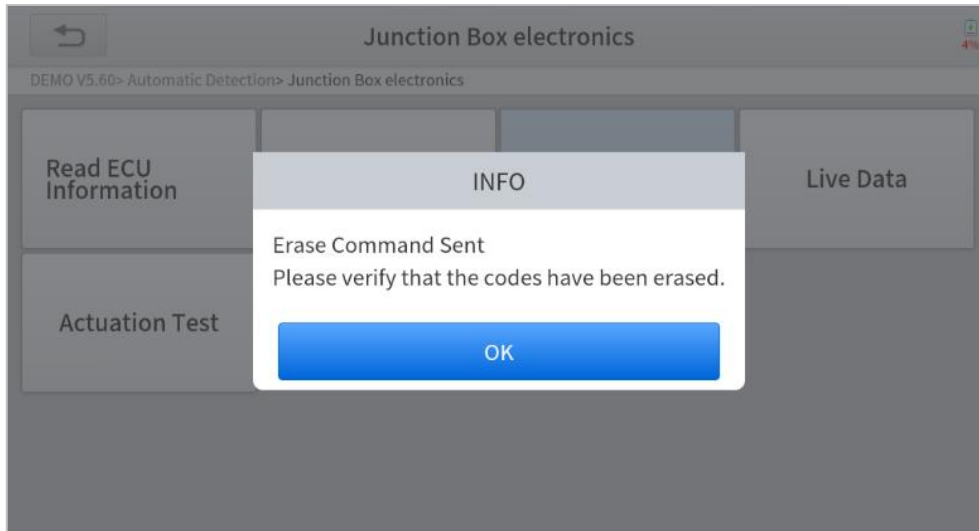 Junction Box electronics
4%
DEMO V5.60> Automatic Detection> Junction Box electronics
Read ECU
Information
Live Data
INFO
Erase Command Sent
Please verify that the codes have been erased.
OK
Actuation Test